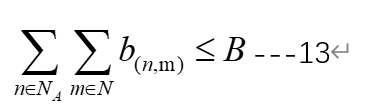 ∑_{n∈N_A} ∑_{m∈N} b_{(n,m)} ≤ B ---13↵